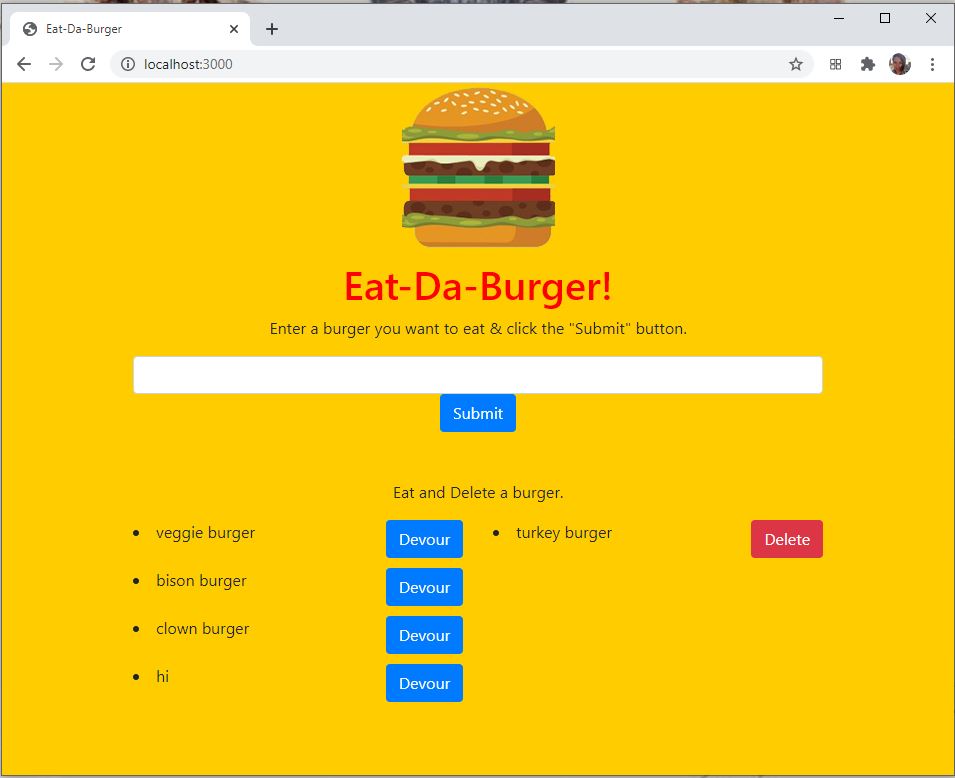 Eat-Da-Burger
localhost:3000
Eat-Da-Burger!
Enter a burger you want to eat & click the "Submit" button.
Submit
Eat and Delete a burger.
veggie burger
Devour
turkey burger
Delete
bison burger
Devour
clown burger
Devour
hi
Devour